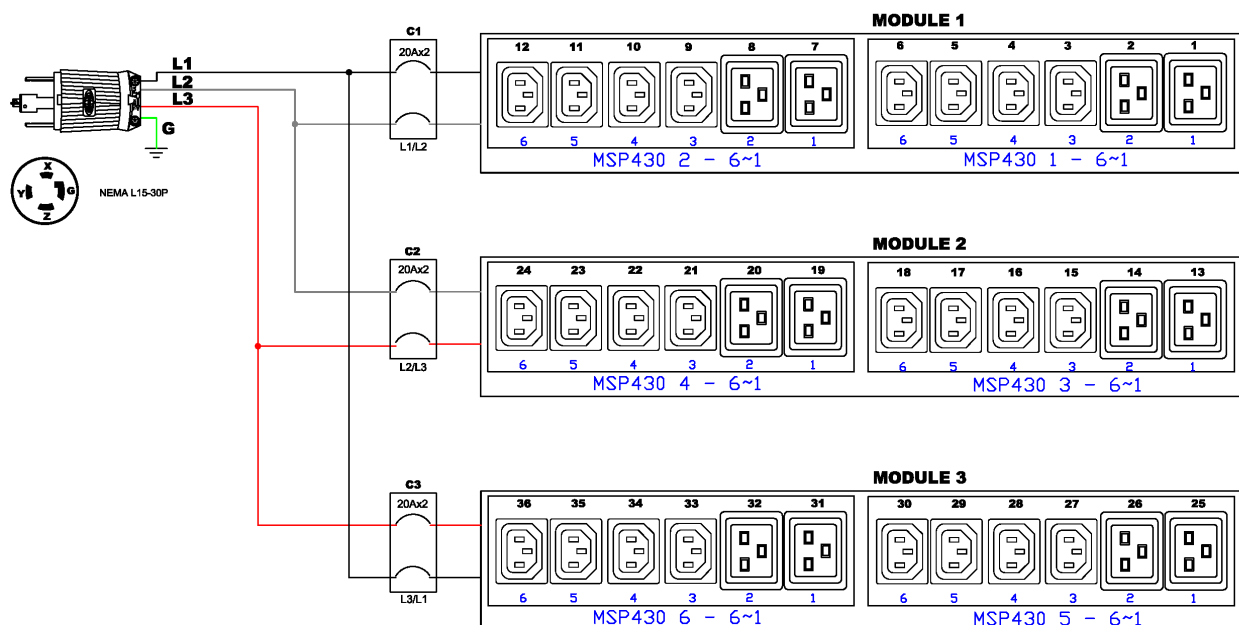 MODULE 1
C1
20Ax2
L1/L2
12 11 10 9 8 7 6 5 4 3 2 1
6 5 4 3 2 1 6 5 4 3 2 1
MSP430 2 - 6~1 MSP430 1 - 6~1
L1
L2
L3
G
X
Y G
Z
NEMA L15-30P
MODULE 2
C2
20Ax2
L2/L3
24 23 22 21 20 19 18 17 16 15 14 13
6 5 4 3 2 1 6 5 4 3 2 1
MSP430 4 - 6~1 MSP430 3 - 6~1
MODULE 3
C3
20Ax2
L3/L1
36 35 34 33 32 31 30 29 28 27 26 25
6 5 4 3 2 1 6 5 4 3 2 1
MSP430 6 - 6~1 MSP430 5 - 6~1